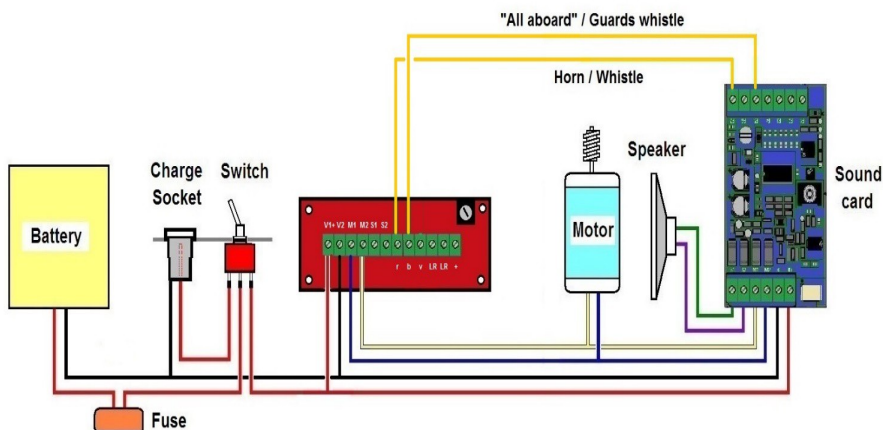 "All aboard" / Guards whistle
Horn / Whistle
Charge
Socket
Switch
Speaker
Sound
card
Battery
Motor
V1+ V2 M1 M2 S1 S2
r b v LR LR +
Fuse